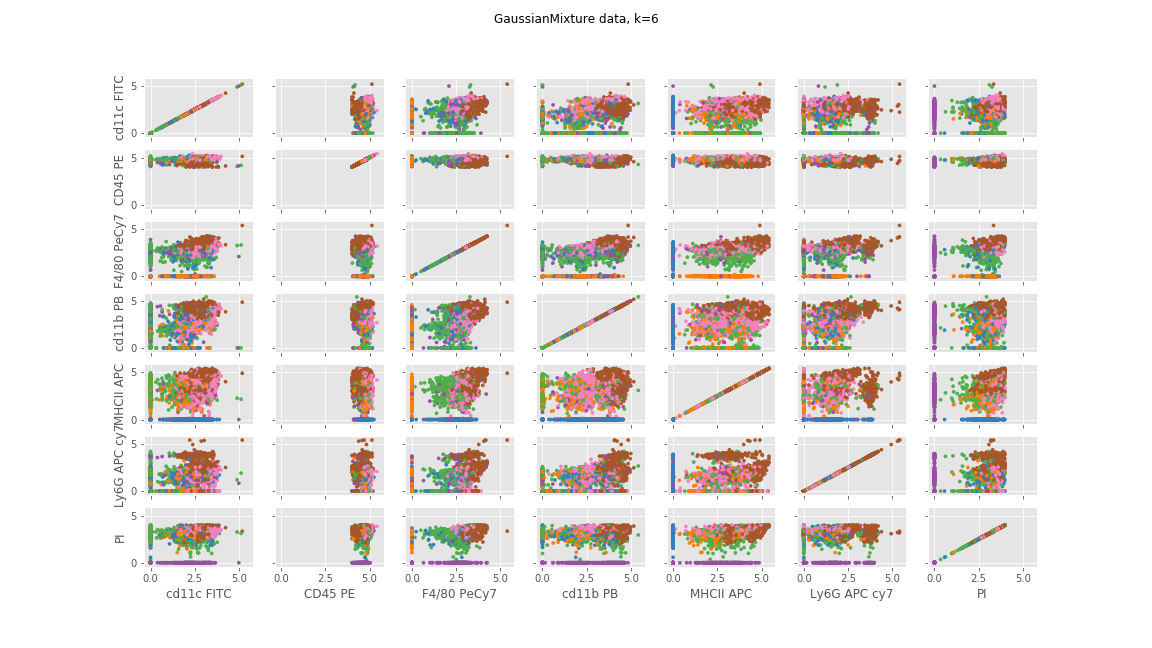 GaussianMixture data, k=6
cd11c FITC
5
0
CD45 PE
5
0
F4/80 PeCy7
5
0
cd11b PB
5
0
MHCII APC
5
0
Ly6G APC cy7
5
0
PI
5
0
0.0 2.5 5.0 0.0 2.5 5.0 0.0 2.5 5.0 0.0 2.5 5.0 0.0 2.5 5.0 0.0 2.5 5.0 0.0 2.5 5.0
cd11c FITC CD45 PE F4/80 PeCy7 cd11b PB MHCII APC Ly6G APC cy7 PI